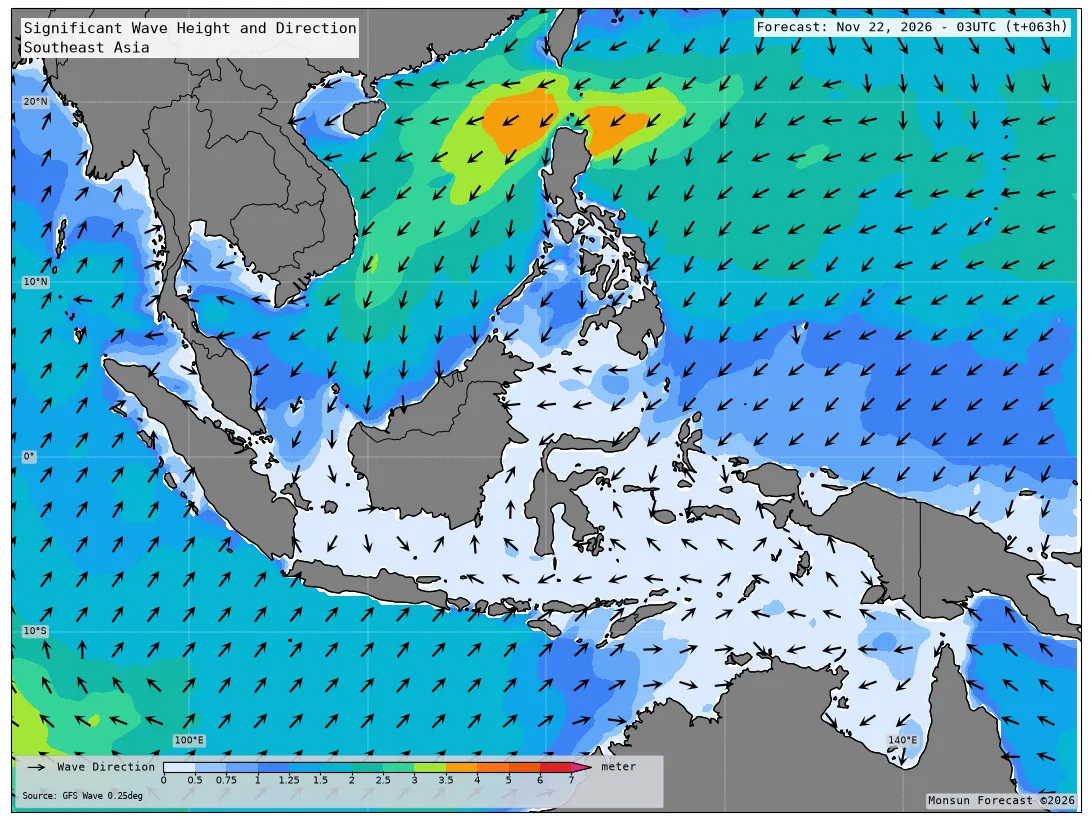 Significant Wave Height and Direction
Southeast Asia
Forecast: Nov 22, 2026 - 03UTC (t+063h)
20°N
10°N
0°
10°S
100°E
140°E
Wave Direction
0 0.5 0.75 1 1.25 1.5 2 2.5 3 3.5 4 5 6 7
meter
Source: GFS Wave 0.25deg
Monsun Forecast ©2026